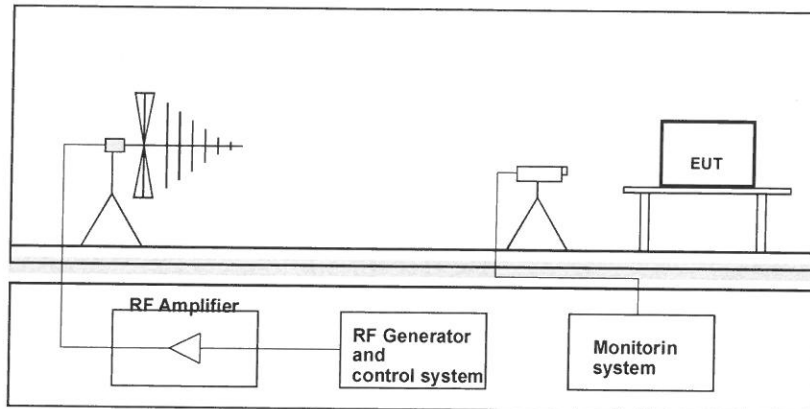 EUT
RF Amplifier
RF Generator
and
control system
Monitorin
system